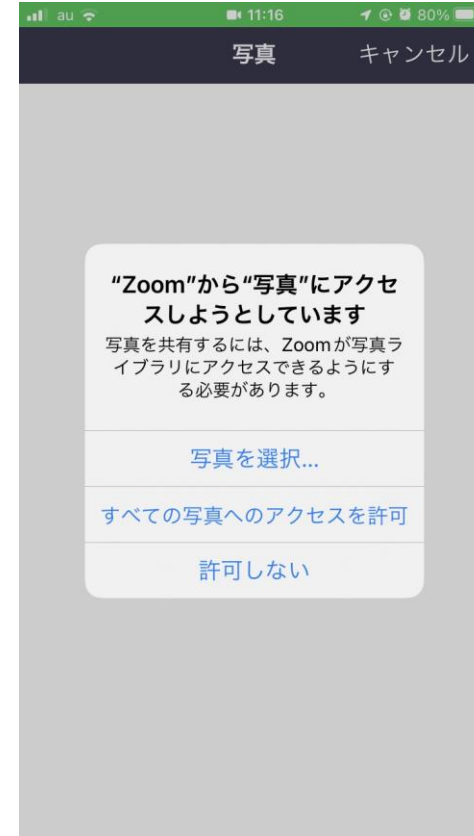 au 11:16 80%
写真 キャンセル
“Zoom”から“写真”にアクセ
スしようとしています
写真を共有するには、Zoomが写真ラ
イブラリにアクセスできるようにす
る必要があります。
写真を選択...
すべての写真へのアクセスを許可
許可しない